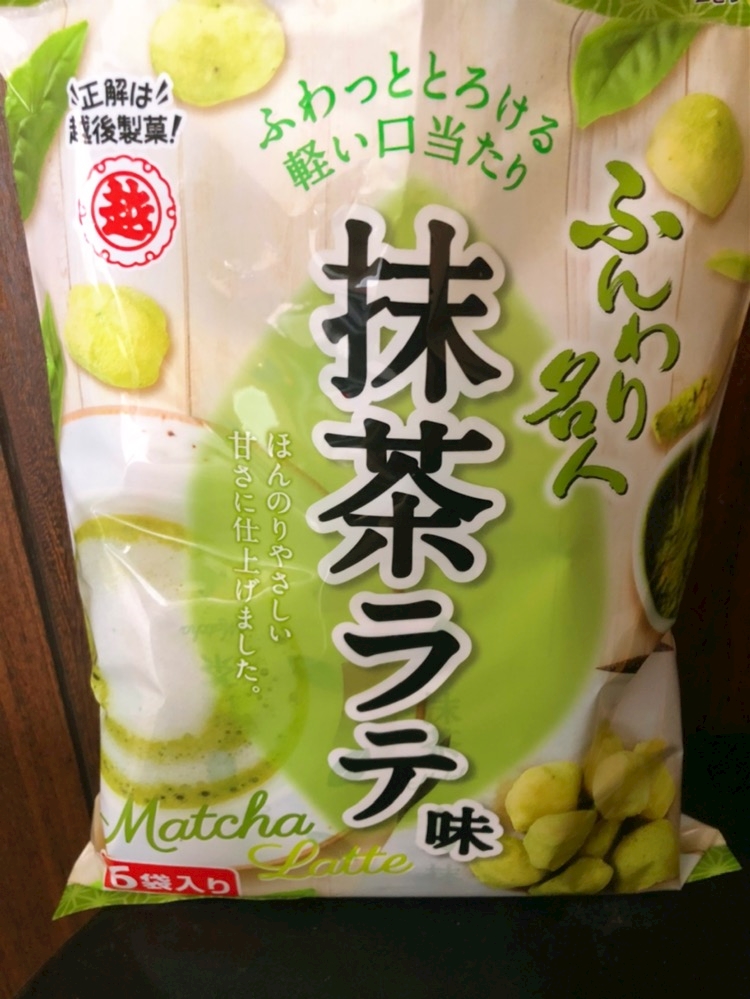 正解は
越後製菓!
越
ふわっととろける
軽い口当たり
ふんわり
名人
抹茶ラテ
味
ほんのりやさしい
甘さに仕上げました。
Matcha
Latte
6袋入り